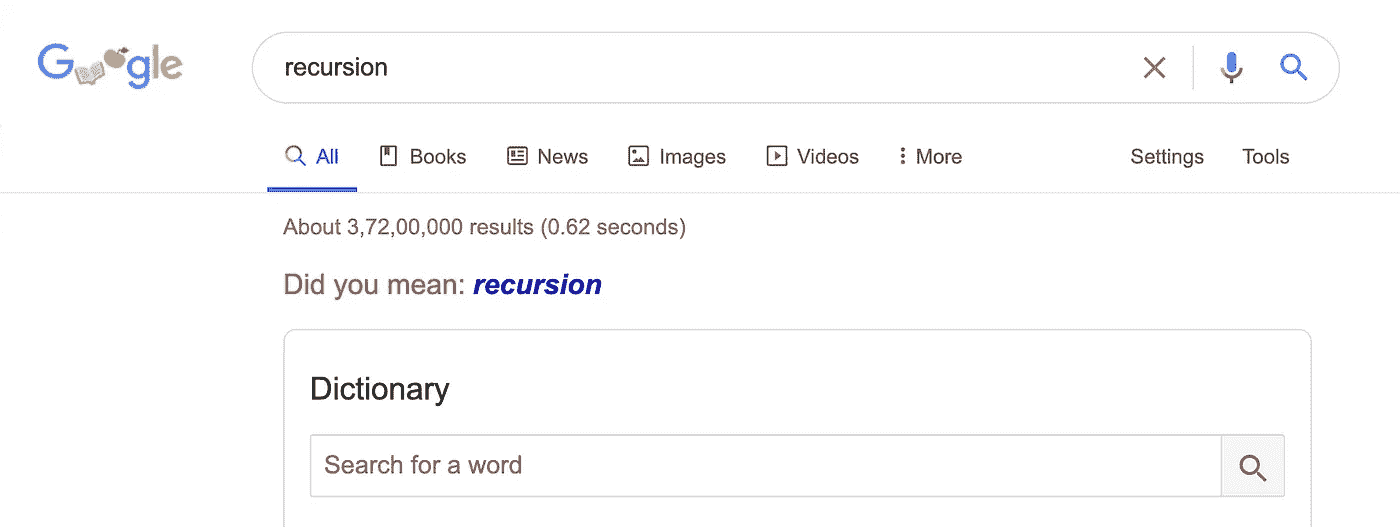 Google
recursion
All Books News Images Videos More Settings Tools
About 3,72,00,000 results (0.62 seconds)
Did you mean: recursion
Dictionary
Search for a word